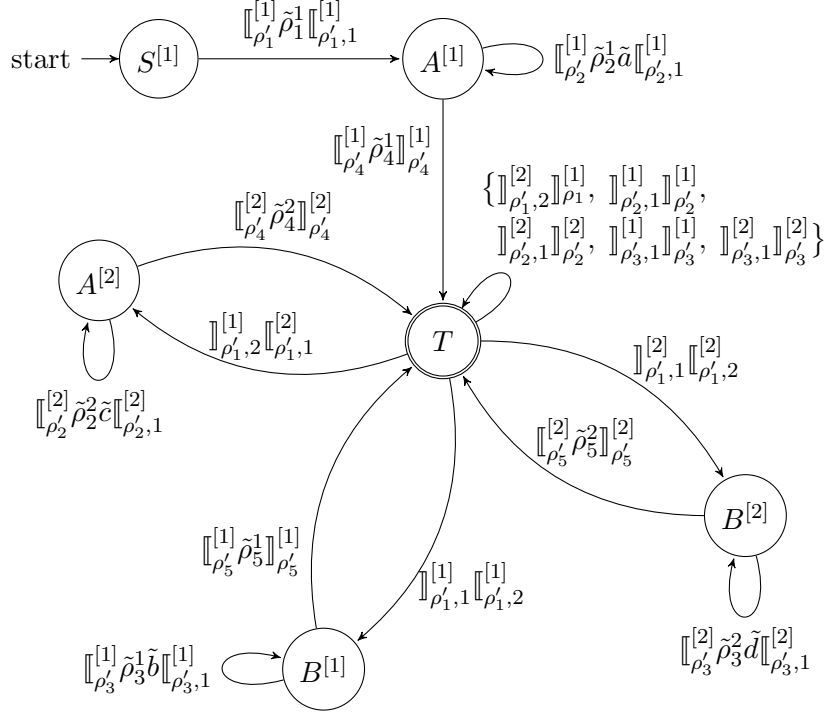 ⟦^{[1]}_{ρ′_1} ρ̃^1_1 ⟦^{[1]}_{ρ′_1,1}
start
S^{[1]}
A^{[1]}
⟦^{[1]}_{ρ′_2} ρ̃^1_2 ã ⟦^{[1]}_{ρ′_2,1}
⟦^{[1]}_{ρ′_4} ρ̃^1_4 ⟧^{[1]}_{ρ′_4}
{⟧^{[2]}_{ρ′_1,2} ⟧^{[1]}_{ρ_1}, ⟧^{[1]}_{ρ′_2,1} ⟧^{[1]}_{ρ′_2},
⟧^{[2]}_{ρ′_2,1} ⟧^{[2]}_{ρ′_2}, ⟧^{[1]}_{ρ′_3,1} ⟧^{[1]}_{ρ′_3}, ⟧^{[2]}_{ρ′_3,1} ⟧^{[2]}_{ρ′_3}}
⟦^{[2]}_{ρ′_4} ρ̃^2_4 ⟧^{[2]}_{ρ′_4}
A^{[2]}
T
⟧^{[1]}_{ρ′_1,2} ⟦^{[2]}_{ρ′_1,1}
⟧^{[2]}_{ρ′_1,1} ⟦^{[2]}_{ρ′_1,2}
⟦^{[2]}_{ρ′_2} ρ̃^2_2 c̃ ⟦^{[2]}_{ρ′_2,1}
⟦^{[2]}_{ρ′_5} ρ̃^2_5 ⟧^{[2]}_{ρ′_5}
B^{[2]}
⟦^{[1]}_{ρ′_5} ρ̃^1_5 ⟧^{[1]}_{ρ′_5}
⟧^{[1]}_{ρ′_1,1} ⟦^{[1]}_{ρ′_1,2}
⟦^{[2]}_{ρ′_3} ρ̃^2_3 d̃ ⟦^{[2]}_{ρ′_3,1}
⟦^{[1]}_{ρ′_3} ρ̃^1_3 b̃ ⟦^{[1]}_{ρ′_3,1}
B^{[1]}